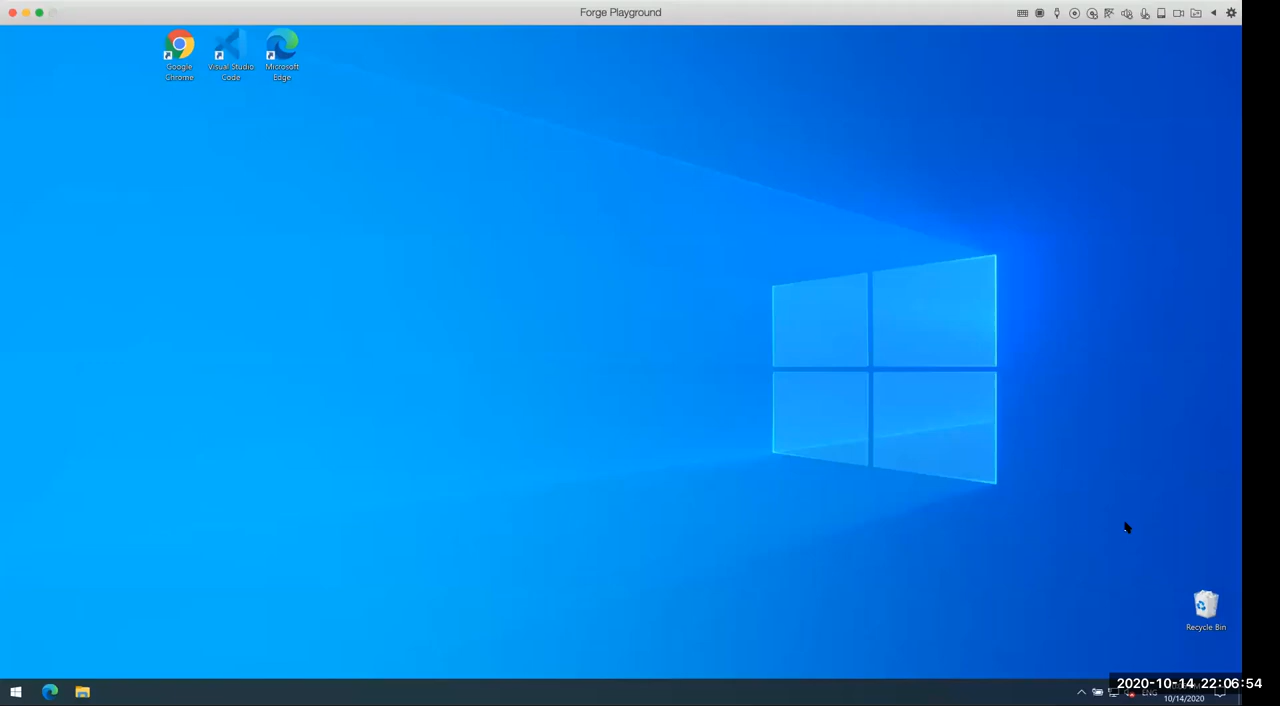 Forge Playground
Google
Chrome
Visual Studio
Code
Microsoft
Edge
Recycle Bin
2020-10-14 22:06:54
ENG
10/14/2020